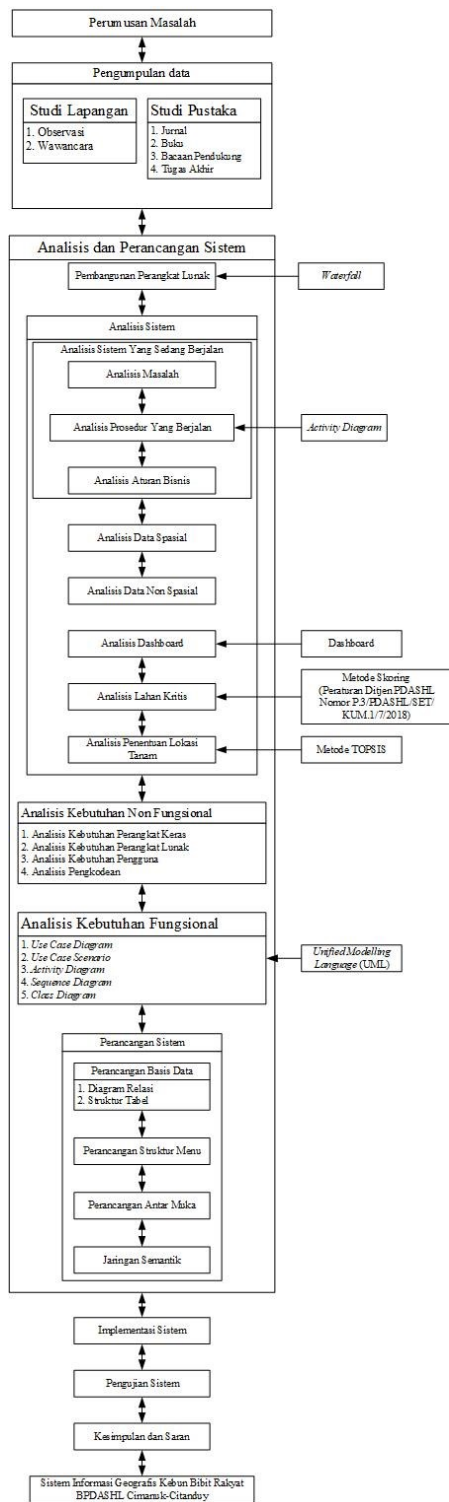 Perumusan Masalah
Pengumpulan data
Studi Lapangan
1. Observasi
2. Wawancara
Studi Pustaka
1. Jurnal
2. Buku
3. Bacaan Pendukung
4. Tugas Akhir
Analisis dan Perancangan Sistem
Pembangunan Perangkat Lunak
Waterfall
Analisis Sistem
Analisis Sistem Yang Sedang Berjalan
Analisis Masalah
Analisis Prosedur Yang Berjalan
Activity Diagram
Analisis Aturan Bisnis
Analisis Data Spasial
Analisis Data Non Spasial
Analisis Dashboard
Dashboard
Analisis Lahan Kritis
Metode Skoring
(Peraturan Ditjen PDASHL
Nomor P.3/PDASHL/SET/
KUM.1/7/2018)
Analisis Penentuan Lokasi
Tanam
Metode TOPSIS
Analisis Kebutuhan Non Fungsional
1. Analisis Kebutuhan Perangkat Keras
2. Analisis Kebutuhan Perangkat Lunak
3. Analisis Kebutuhan Pengguna
4. Analisis Pengkodean
Analisis Kebutuhan Fungsional
1. Use Case Diagram
2. Use Case Scenario
3. Activity Diagram
4. Sequence Diagram
5. Class Diagram
Unified Modelling
Language (UML)
Perancangan Sistem
Perancangan Basis Data
1. Diagram Relasi
2. Struktur Tabel
Perancangan Struktur Menu
Perancangan Antar Muka
Jaringan Semantik
Implementasi Sistem
Pengujian Sistem
Kesimpulan dan Saran
Sistem Informasi Geografis Kebun Bibit Rakyat
BPDASHL Cimanuk-Citanduy